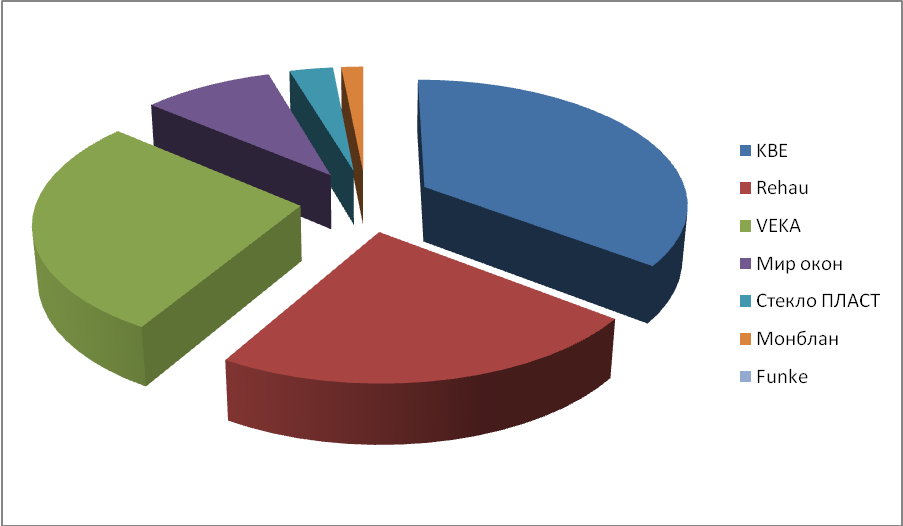 KBE
Rehau
VEKA
Мир окон
Стекло ПЛАСТ
Монблан
Funke